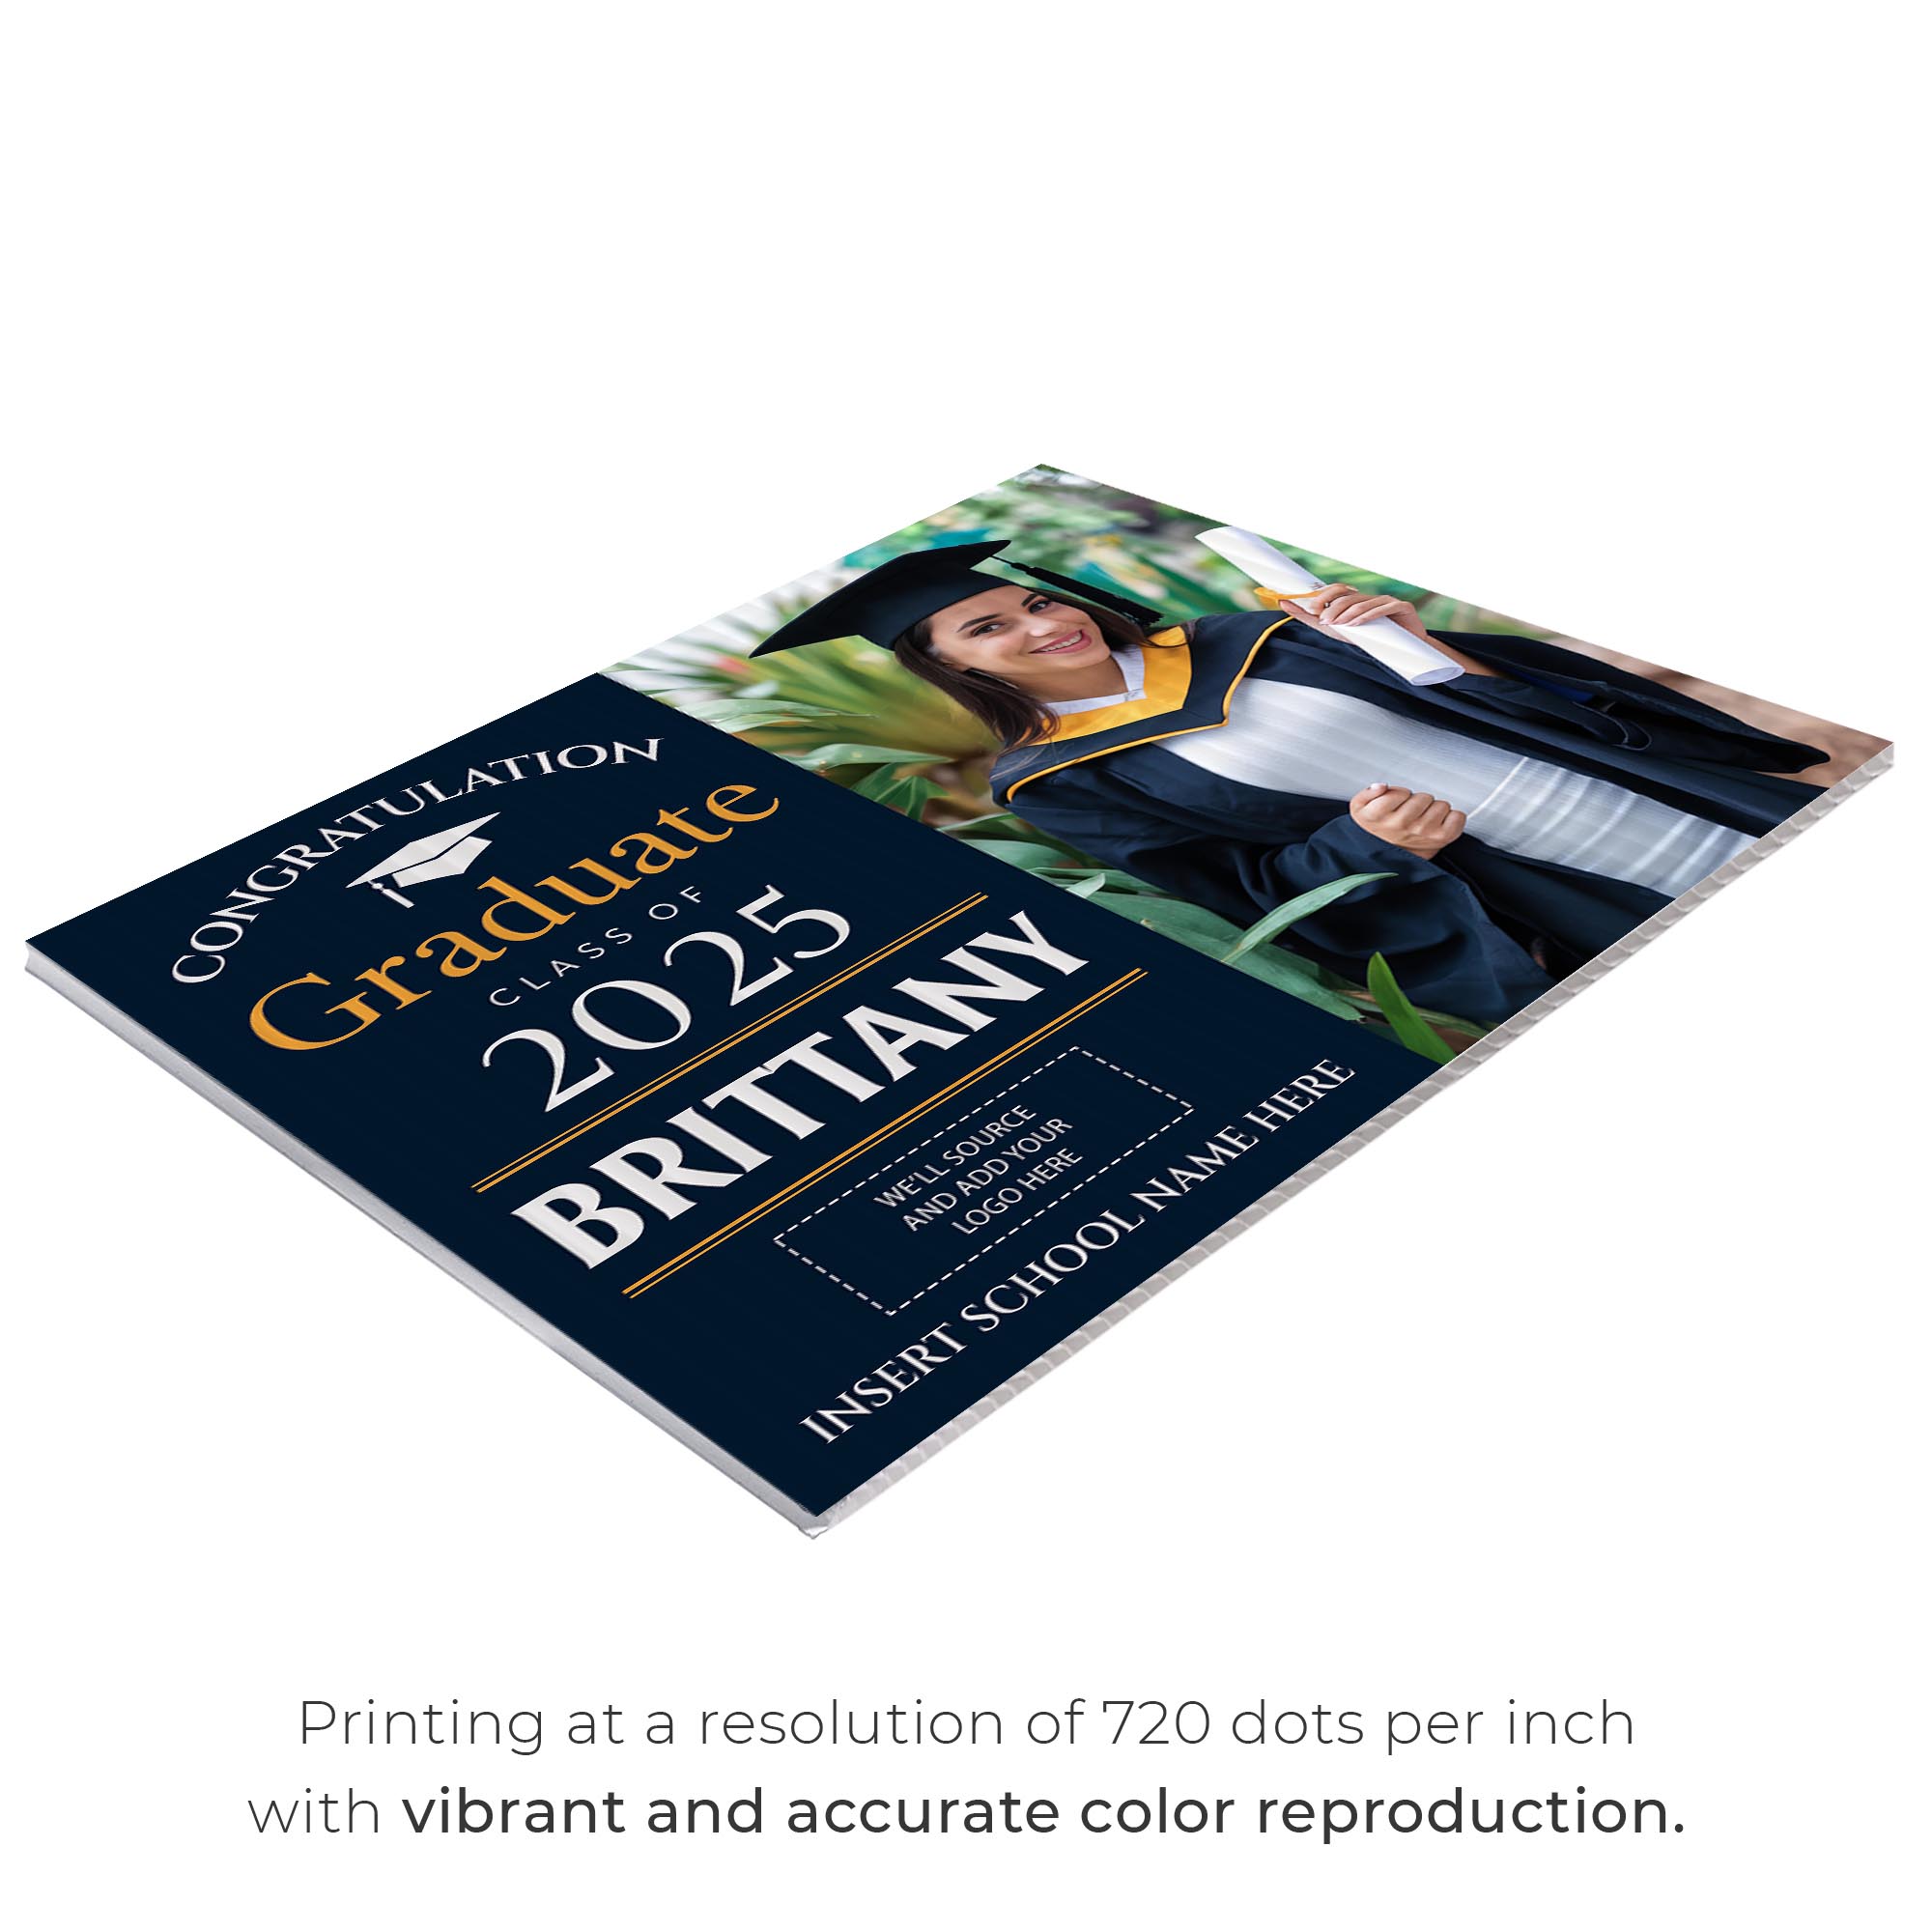 CONGRATULATION
Graduate
CLASS OF
2025
BRITTANY
WE'LL SOURCE
AND ADD YOUR
LOGO HERE
INSERT SCHOOL NAME HERE
Printing at a resolution of 720 dots per inch
with vibrant and accurate color reproduction.